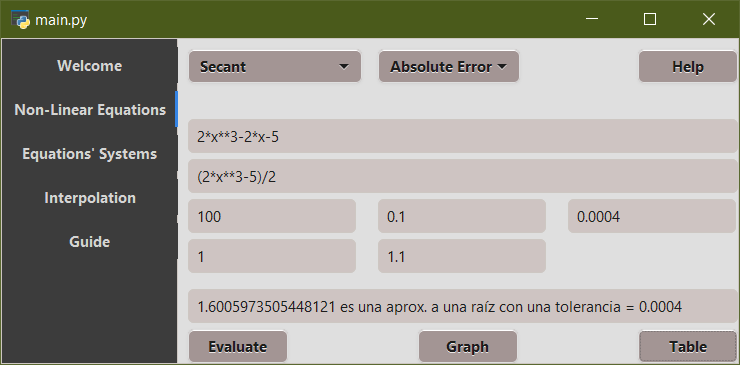 main.py
Welcome
Non-Linear Equations
Equations' Systems
Interpolation
Guide
Secant Absolute Error Help
2*x**3-2*x-5
(2*x**3-5)/2
100 0.1 0.0004
1 1.1
1.6005973505448121 es una aprox. a una raíz con una tolerancia = 0.0004
Evaluate Graph Table